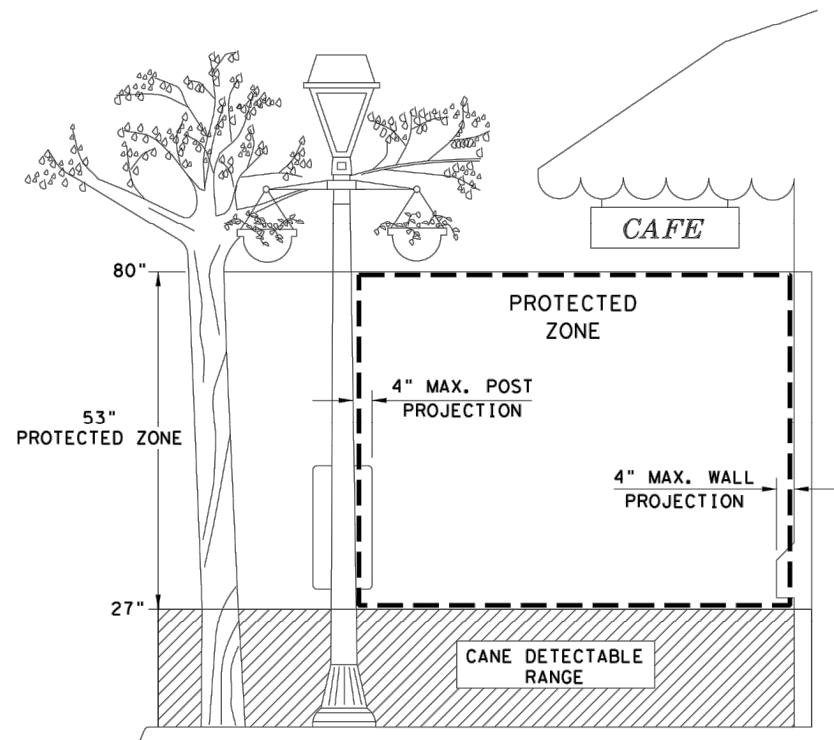 CAFE
80"
PROTECTED
ZONE
4" MAX. POST
PROJECTION
53"
PROTECTED ZONE
4" MAX. WALL
PROJECTION
27"
CANE DETECTABLE
RANGE